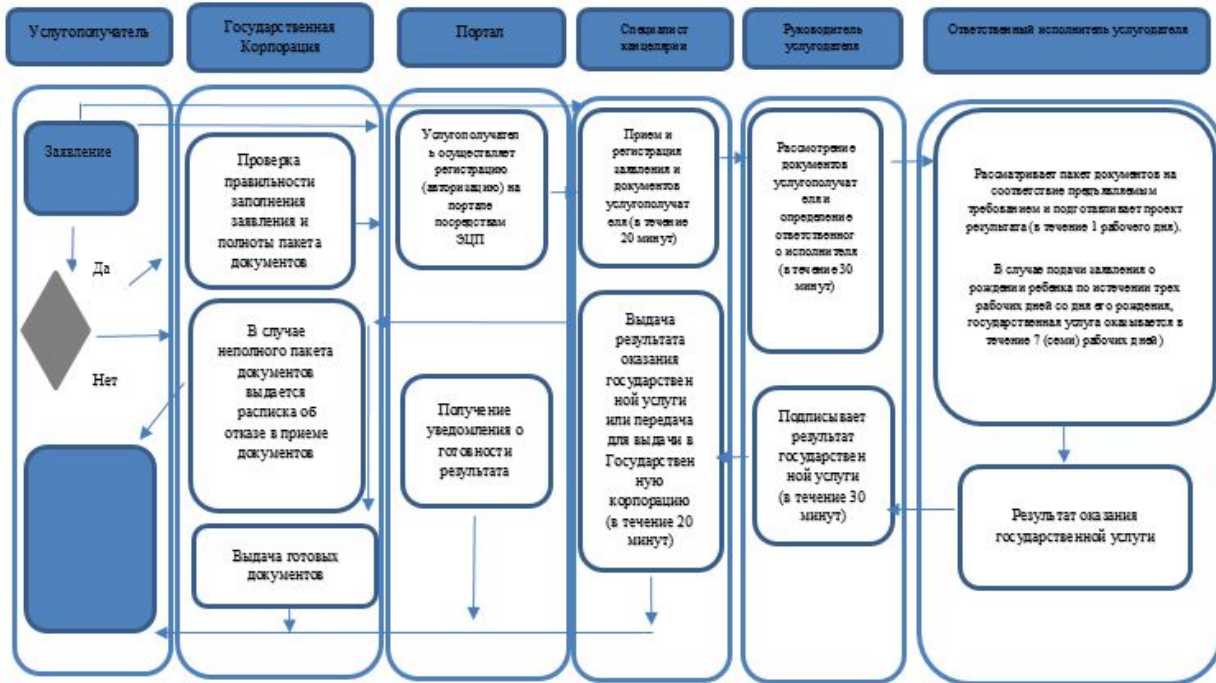 Услугополучатель
Государственная
Корпорация
Портал
Специалист
канцелярии
Руководитель
услугодателя
Ответственный исполнитель услугодателя
Заявление
Да
Нет
Проверка
правильности
заполнения
заявления и
полноты пакета
документов
В случае
неполного пакета
документов
выдается
расписка об
отказе в приеме
документов
Выдача готовых
документов
Услугополучател
ь осуществляет
регистрацию
(авторизацию) на
портале
посредствам
ЭЦП
Получение
уведомления о
готовности
результата
Прием и
регистрация
заявления и
документов
услугополучат
еля (в течение
20 минут)
Выдача
результата
оказания
государствен
ной услуги
или передача
для выдачи в
Государствен
ную
корпорацию
(в течение 20
минут)
Рассмотрение
документов
услугополучат
еля и
определение
ответственног
о исполнителя
(в течение 30
минут)
Подписывает
результат
государствен
ной услуги
(в течение 30
минут)
Рассматривает пакет документов на
соответствие предъявляемым
требованием и подготавливает проект
результата (в течение 1 рабочего дня).
В случае подачи заявления о
рождении ребенка по истечении трех
рабочих дней со дня его рождения,
государственная услуга оказывается в
течение 7 (семи) рабочих дней)
Результат оказания
государственной услуги